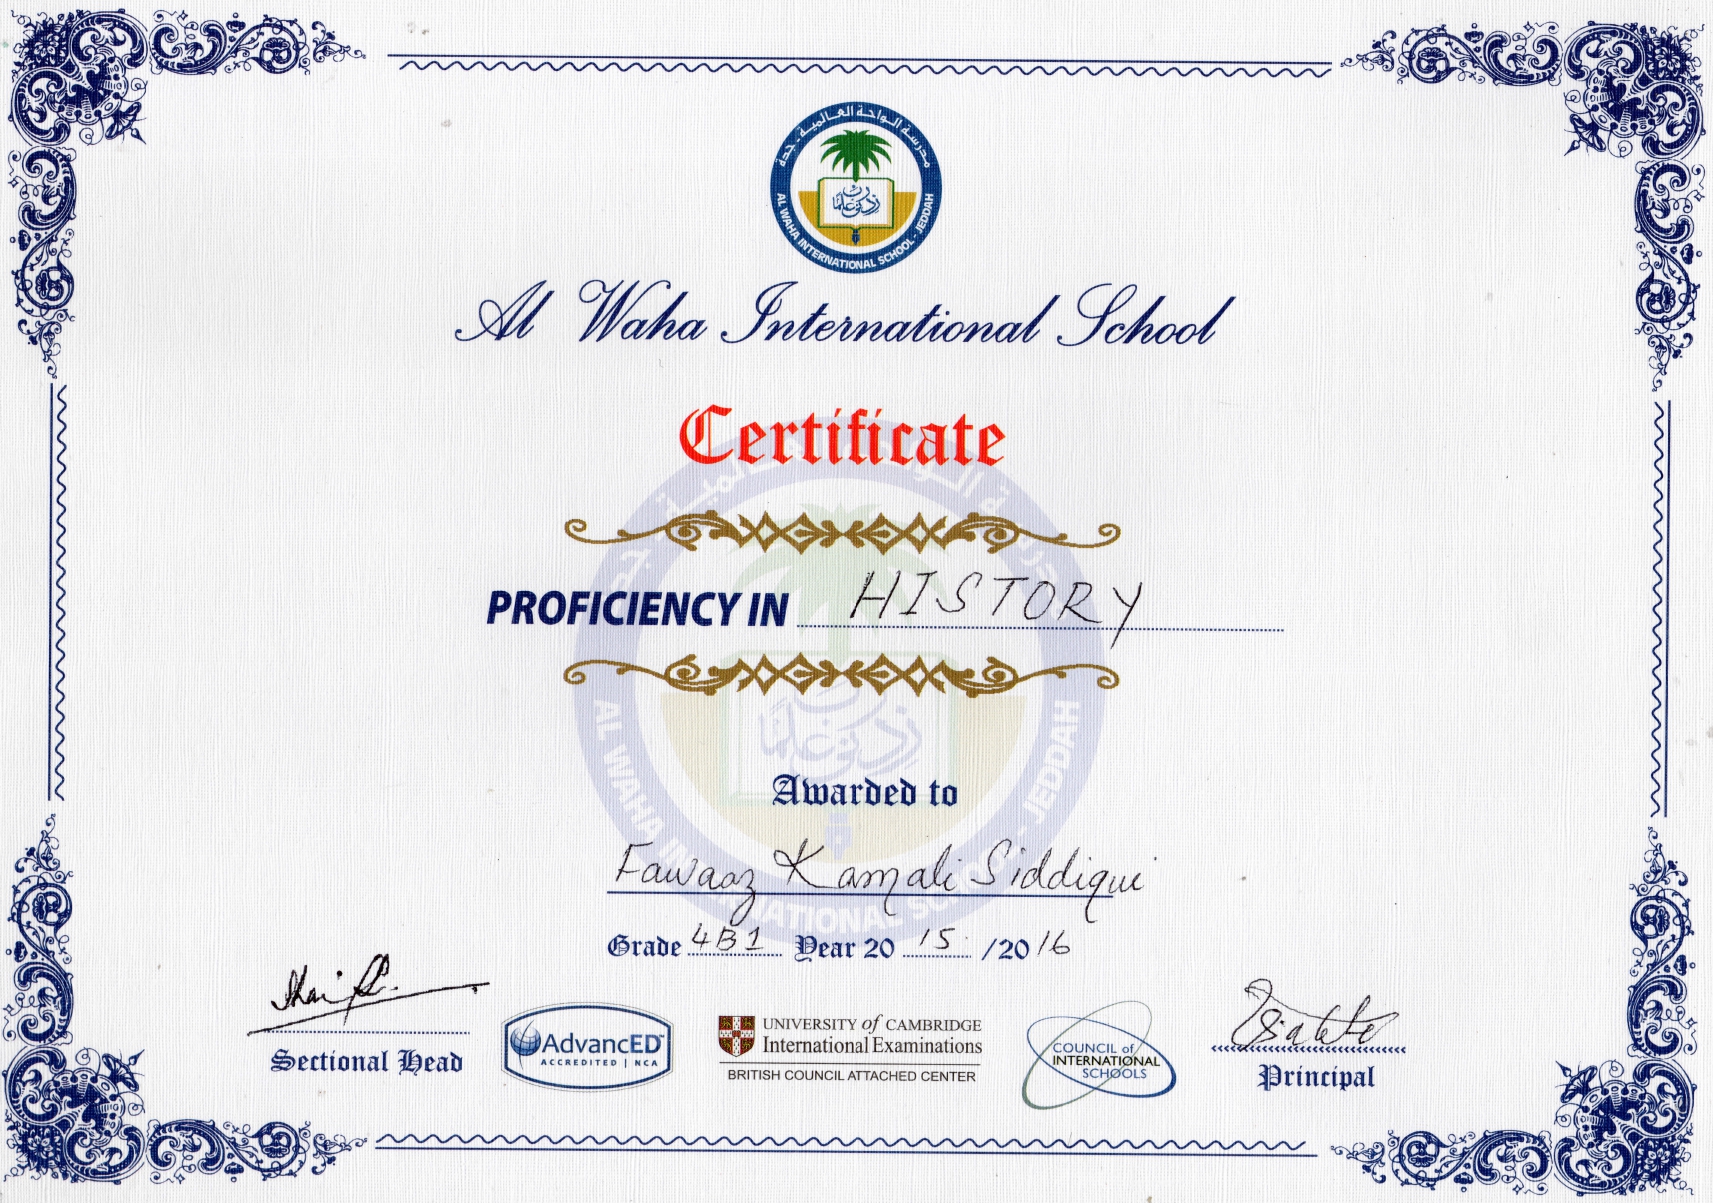 مدرسة الواحة العالمية - جدة
AL WAHA INTERNATIONAL SCHOOL - JEDDAH
Al Waha International School
Certificate
PROFICIENCY IN HISTORY
Awarded to
Fawaaz Kamali Siddiqui
Grade 4B1 Year 20 15 /20 16
Sectional Head
AdvancED
ACCREDITED | NCA
UNIVERSITY of CAMBRIDGE
International Examinations
BRITISH COUNCIL ATTACHED CENTER
COUNCIL of
INTERNATIONAL
SCHOOLS
Principal